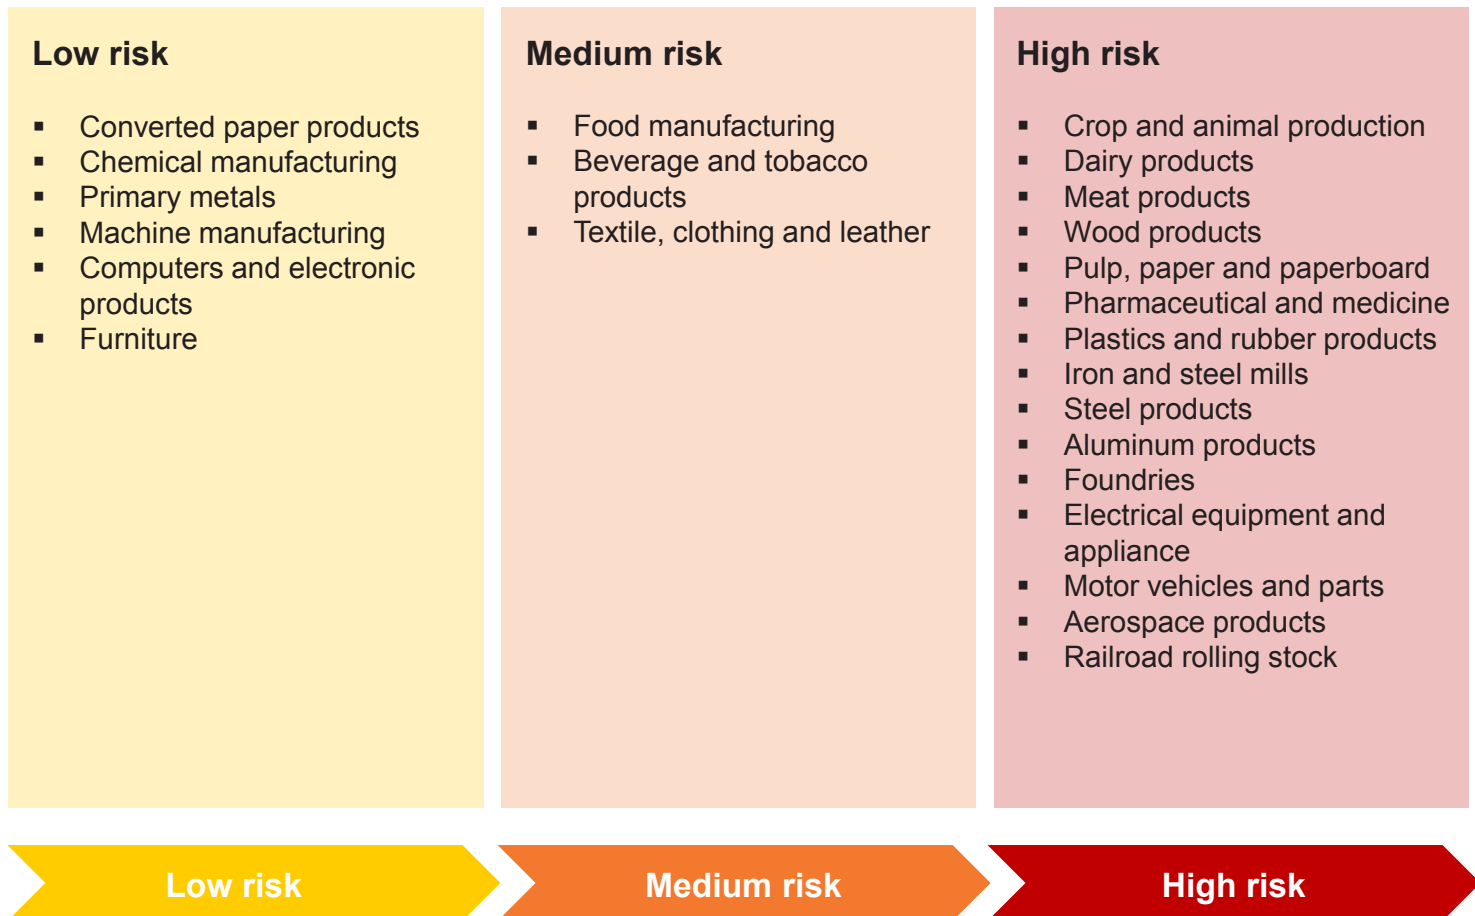 Low risk
▪ Converted paper products
▪ Chemical manufacturing
▪ Primary metals
▪ Machine manufacturing
▪ Computers and electronic
products
▪ Furniture
Medium risk
▪ Food manufacturing
▪ Beverage and tobacco
products
▪ Textile, clothing and leather
High risk
▪ Crop and animal production
▪ Dairy products
▪ Meat products
▪ Wood products
▪ Pulp, paper and paperboard
▪ Pharmaceutical and medicine
▪ Plastics and rubber products
▪ Iron and steel mills
▪ Steel products
▪ Aluminum products
▪ Foundries
▪ Electrical equipment and
appliance
▪ Motor vehicles and parts
▪ Aerospace products
▪ Railroad rolling stock
Low risk
Medium risk
High risk